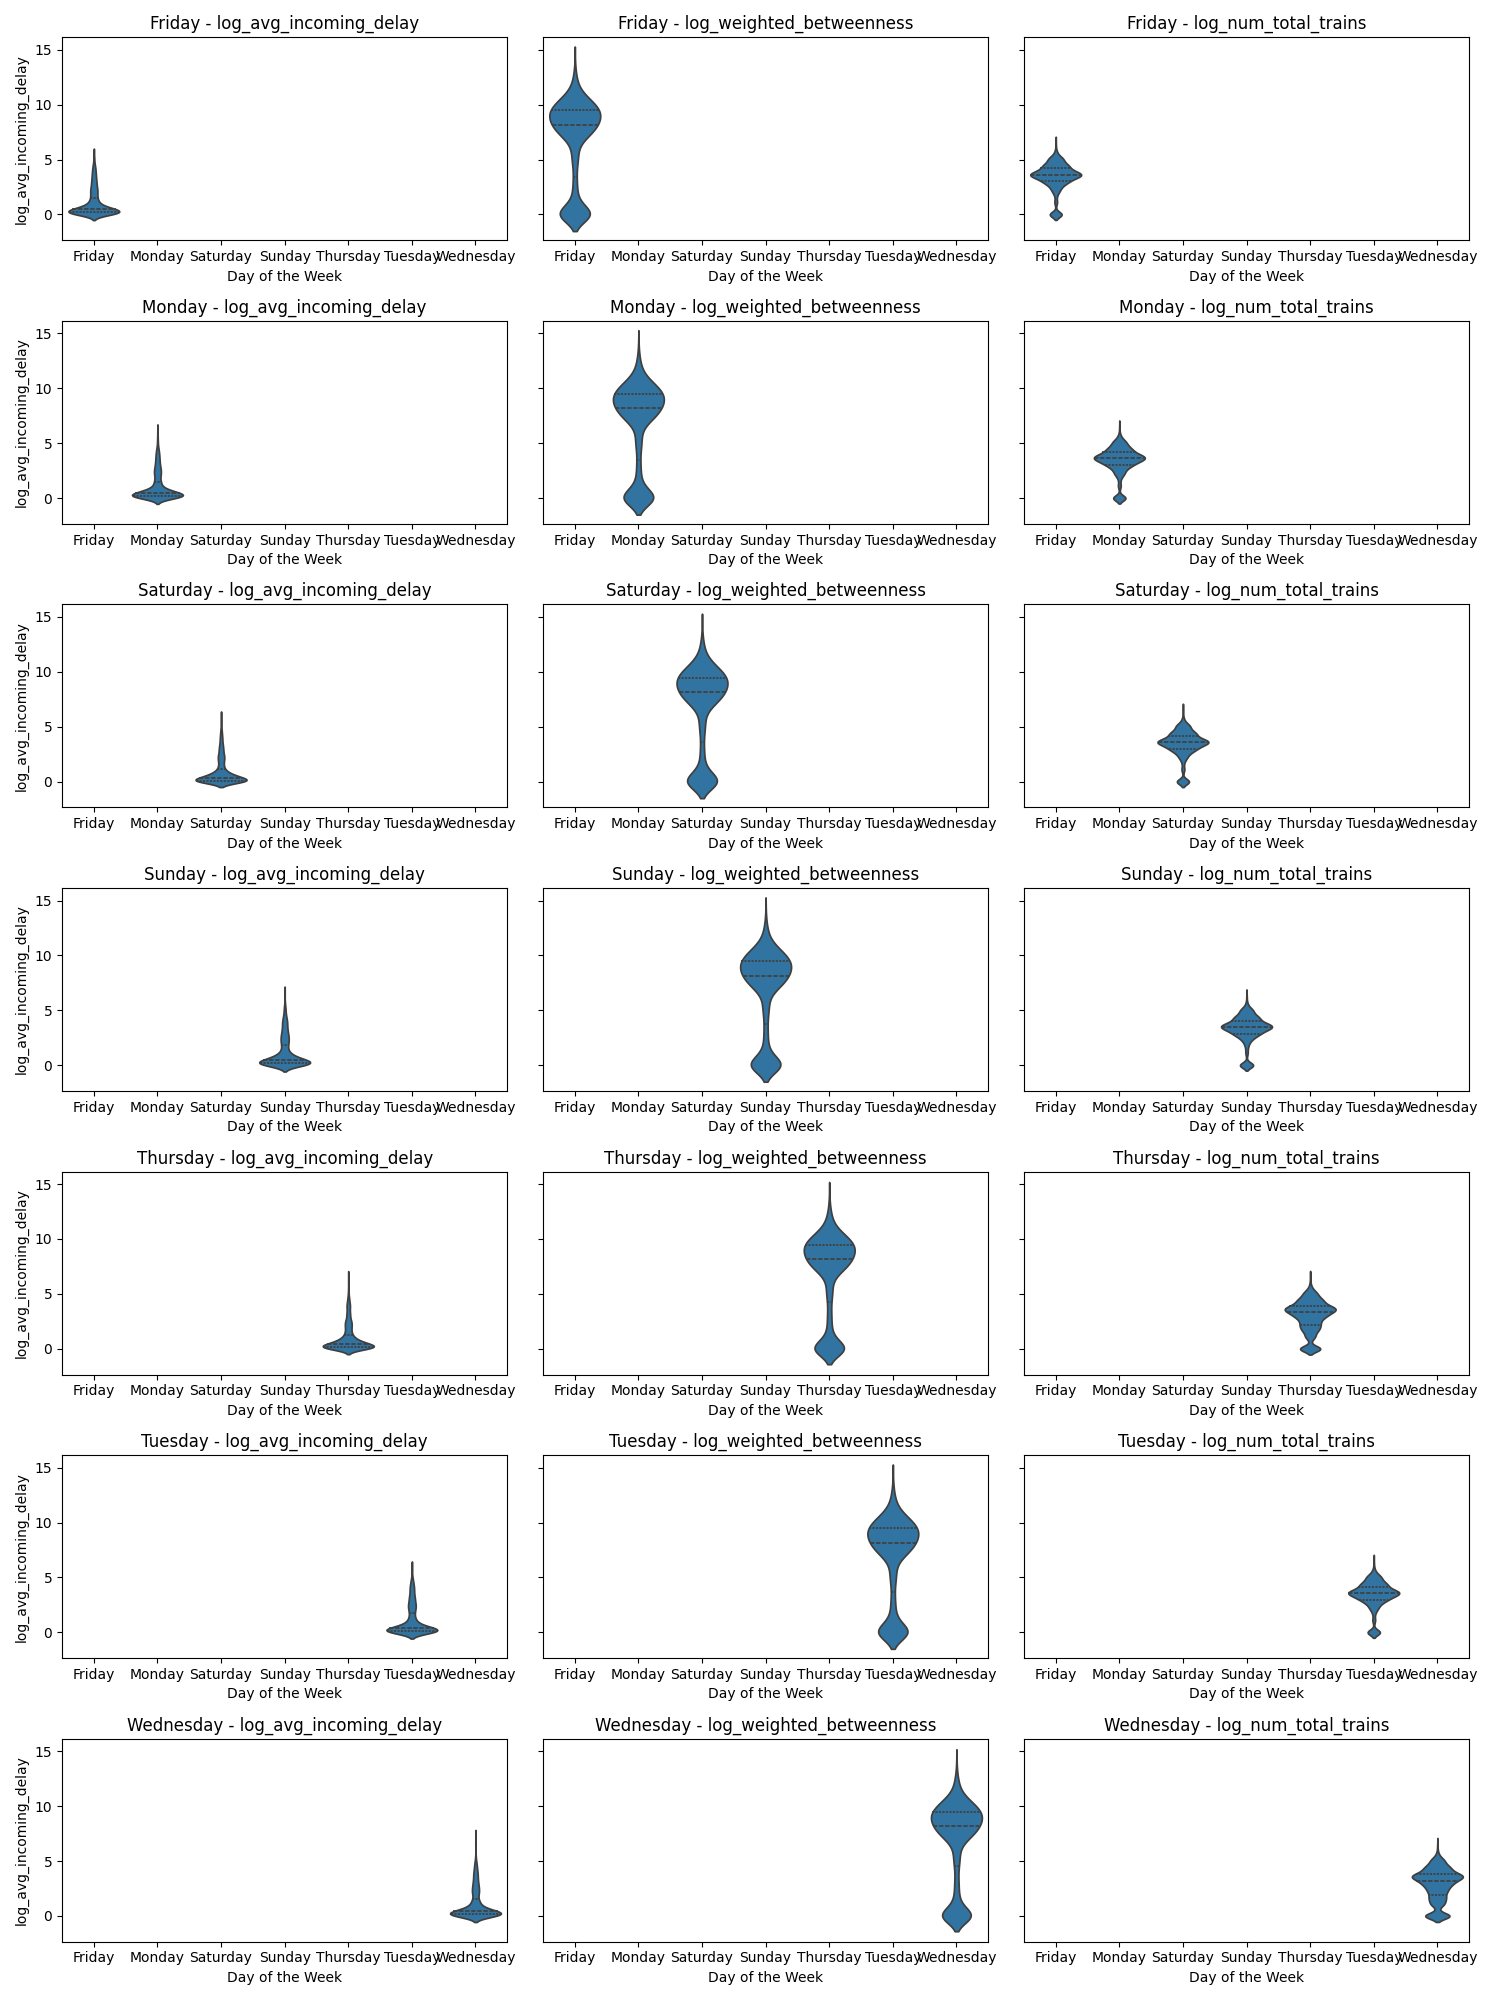 Friday - log_avg_incoming_delay Friday - log_weighted_betweenness Friday - log_num_total_trains
log_avg_incoming_delay
15
10
5
0
Friday Monday Saturday Sunday Thursday Tuesday Wednesday Friday Monday Saturday Sunday Thursday Tuesday Wednesday Friday Monday Saturday Sunday Thursday Tuesday Wednesday
Day of the Week Day of the Week Day of the Week
Monday - log_avg_incoming_delay Monday - log_weighted_betweenness Monday - log_num_total_trains
log_avg_incoming_delay
15
10
5
0
Friday Monday Saturday Sunday Thursday Tuesday Wednesday Friday Monday Saturday Sunday Thursday Tuesday Wednesday Friday Monday Saturday Sunday Thursday Tuesday Wednesday
Day of the Week Day of the Week Day of the Week
Saturday - log_avg_incoming_delay Saturday - log_weighted_betweenness Saturday - log_num_total_trains
log_avg_incoming_delay
15
10
5
0
Friday Monday Saturday Sunday Thursday Tuesday Wednesday Friday Monday Saturday Sunday Thursday Tuesday Wednesday Friday Monday Saturday Sunday Thursday Tuesday Wednesday
Day of the Week Day of the Week Day of the Week
Sunday - log_avg_incoming_delay Sunday - log_weighted_betweenness Sunday - log_num_total_trains
log_avg_incoming_delay
15
10
5
0
Friday Monday Saturday Sunday Thursday Tuesday Wednesday Friday Monday Saturday Sunday Thursday Tuesday Wednesday Friday Monday Saturday Sunday Thursday Tuesday Wednesday
Day of the Week Day of the Week Day of the Week
Thursday - log_avg_incoming_delay Thursday - log_weighted_betweenness Thursday - log_num_total_trains
log_avg_incoming_delay
15
10
5
0
Friday Monday Saturday Sunday Thursday Tuesday Wednesday Friday Monday Saturday Sunday Thursday Tuesday Wednesday Friday Monday Saturday Sunday Thursday Tuesday Wednesday
Day of the Week Day of the Week Day of the Week
Tuesday - log_avg_incoming_delay Tuesday - log_weighted_betweenness Tuesday - log_num_total_trains
log_avg_incoming_delay
15
10
5
0
Friday Monday Saturday Sunday Thursday Tuesday Wednesday Friday Monday Saturday Sunday Thursday Tuesday Wednesday Friday Monday Saturday Sunday Thursday Tuesday Wednesday
Day of the Week Day of the Week Day of the Week
Wednesday - log_avg_incoming_delay Wednesday - log_weighted_betweenness Wednesday - log_num_total_trains
log_avg_incoming_delay
15
10
5
0
Friday Monday Saturday Sunday Thursday Tuesday Wednesday Friday Monday Saturday Sunday Thursday Tuesday Wednesday Friday Monday Saturday Sunday Thursday Tuesday Wednesday
Day of the Week Day of the Week Day of the Week